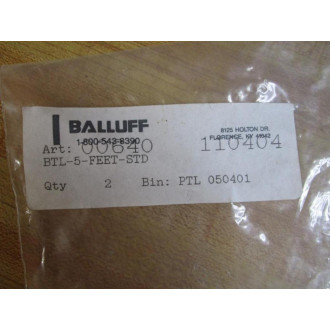 BALLUFF
1-800-543-8390
8125 HOLTON DR.
FLORENCE, KY 41042
Art: 00640 110404
BTL-5-FEET-STD
Qty 2 Bin: PTL 050401